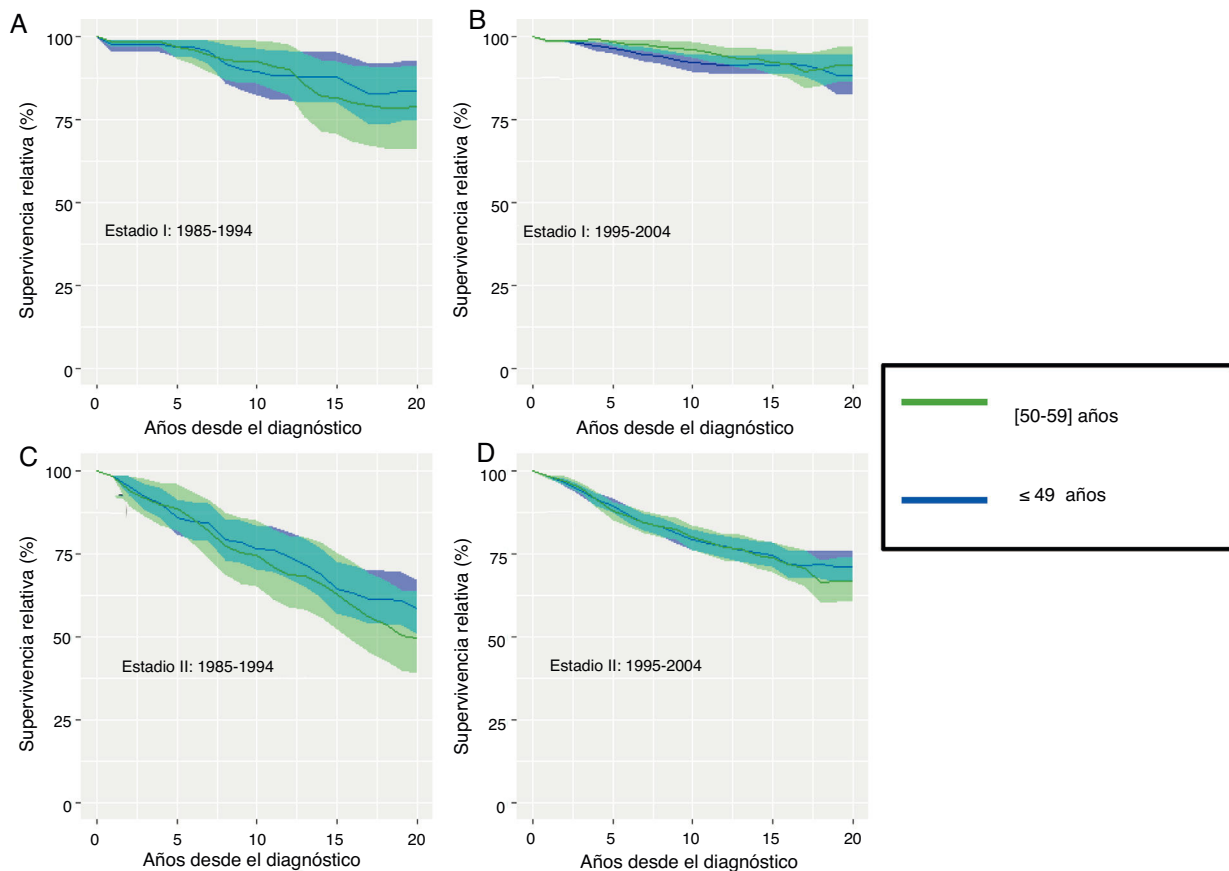 A
100
75
50
25
0
Supervivencia relativa (%)
Estadio I: 1985-1994
0 5 10 15 20
Años desde el diagnóstico
B
100
75
50
25
0
Supervivencia relativa (%)
Estadio I: 1995-2004
0 5 10 15 20
Años desde el diagnóstico
[50-59] años
≤ 49 años
C
100
75
50
25
0
Supervivencia relativa (%)
Estadio II: 1985-1994
0 5 10 15 20
Años desde el diagnóstico
D
100
75
50
25
0
Supervivencia relativa (%)
Estadio II: 1995-2004
0 5 10 15 20
Años desde el diagnóstico